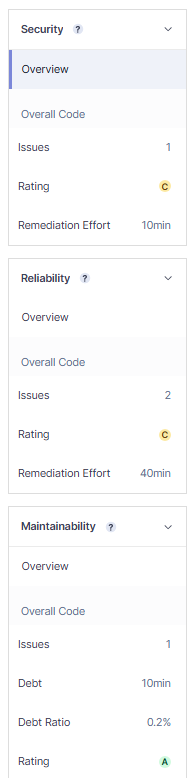 Security ?
Overview
Overall Code
Issues 1
Rating C
Remediation Effort 10min
Reliability ?
Overview
Overall Code
Issues 2
Rating C
Remediation Effort 40min
Maintainability ?
Overview
Overall Code
Issues 1
Debt 10min
Debt Ratio 0.2%
Rating A